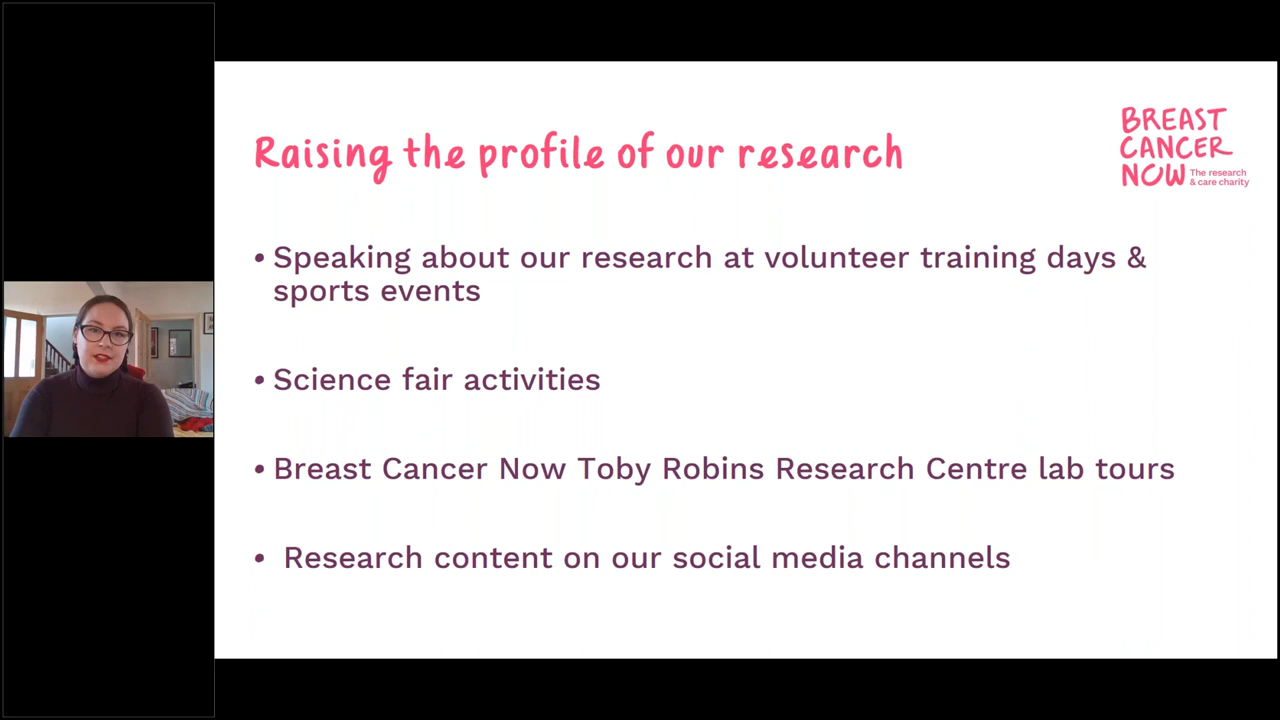 Raising the profile of our research
BREAST
CANCER
NOW The research
& care charity
• Speaking about our research at volunteer training days &
sports events
• Science fair activities
• Breast Cancer Now Toby Robins Research Centre lab tours
• Research content on our social media channels